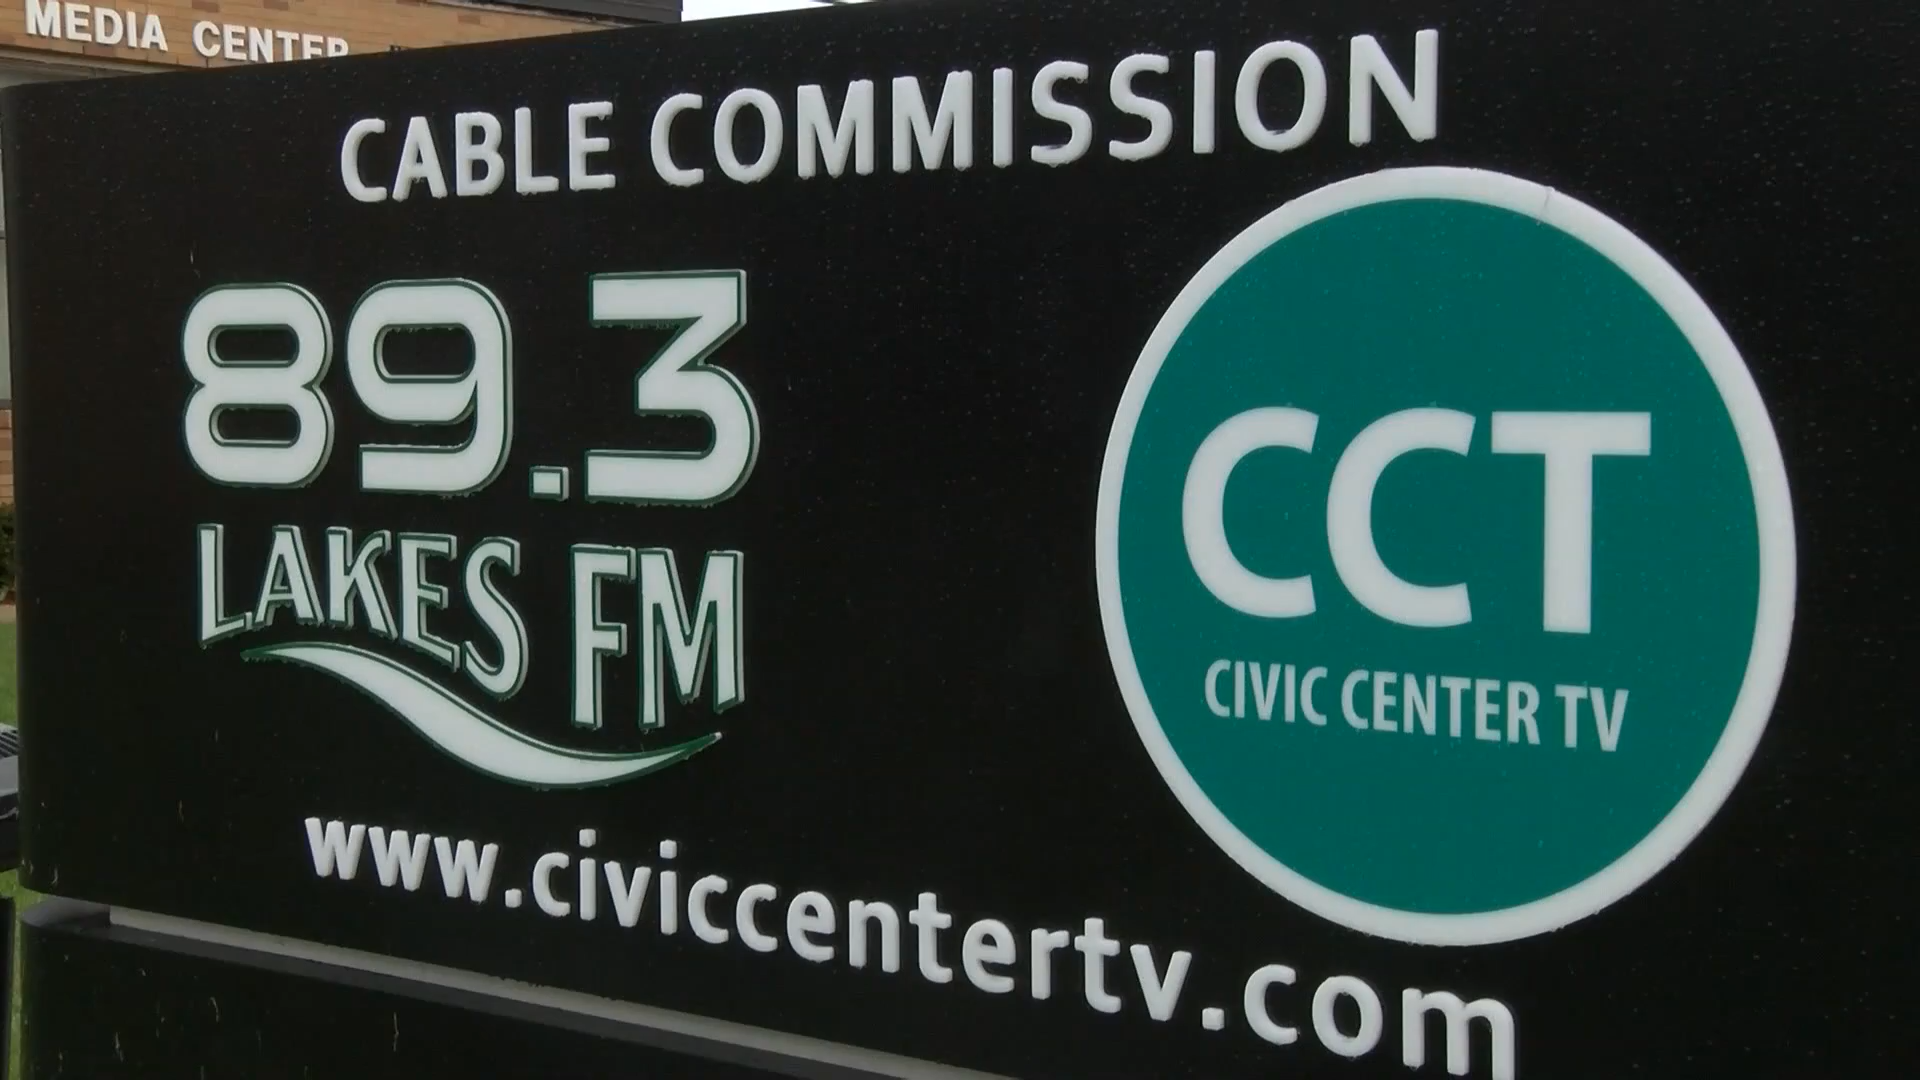 MEDIA CENTER
CABLE COMMISSION
89.3
LAKES FM
CCT
CIVIC CENTER TV
www.civiccentertv.com